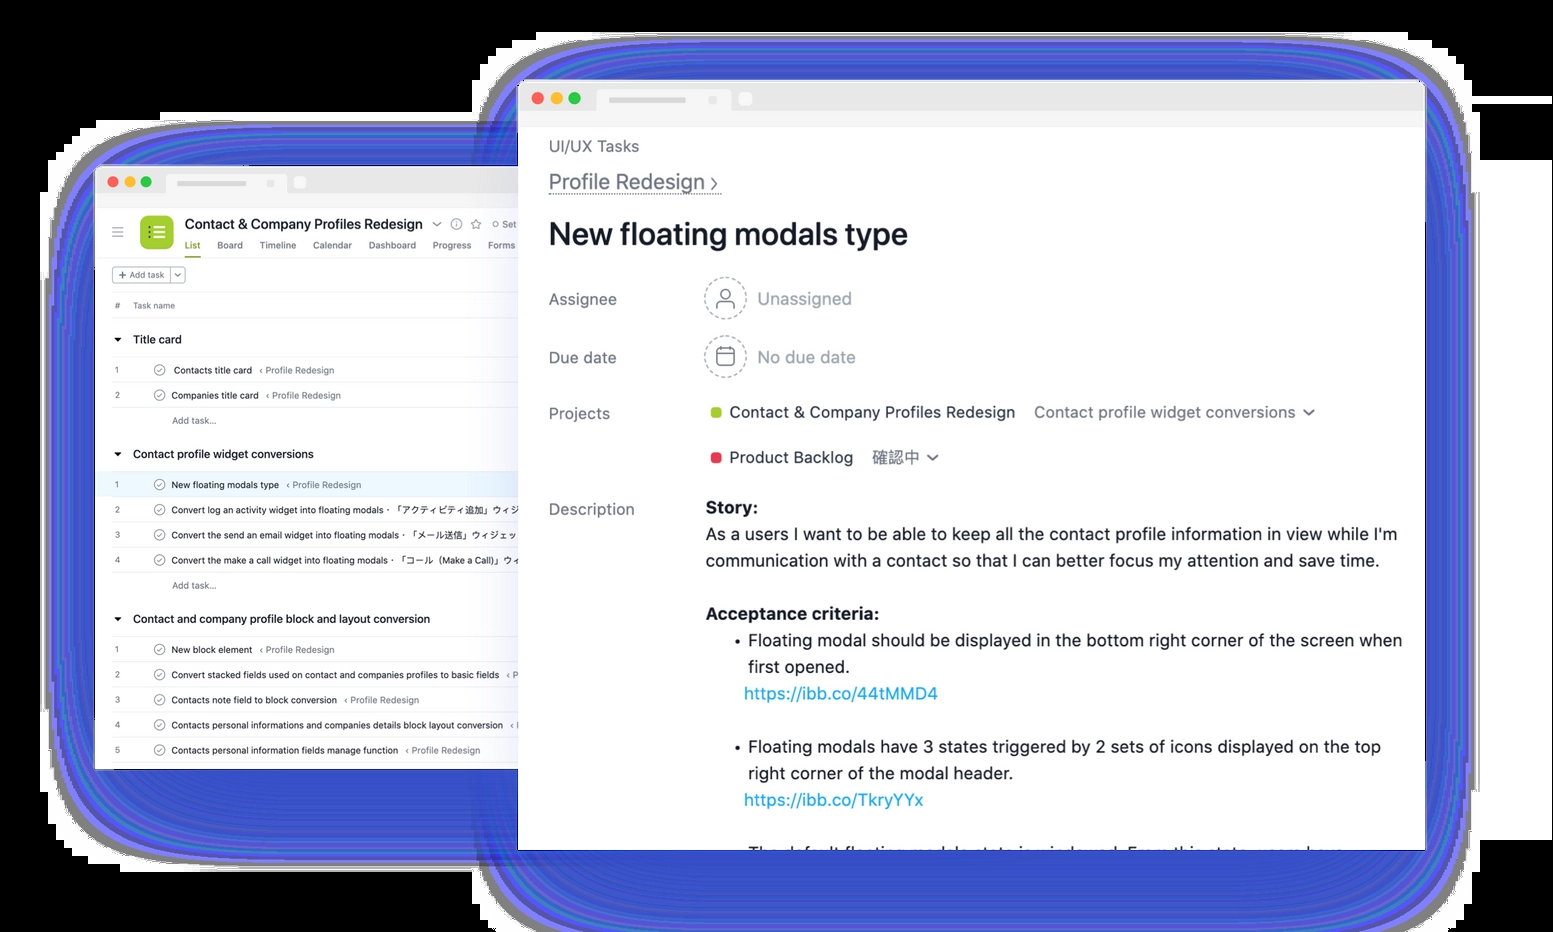 Contact & Company Profiles Redesign
Set
List Board Timeline Calendar Dashboard Progress Forms
+ Add task
# Task name
Title card
1 Contacts title card ‹ Profile Redesign
2 Companies title card ‹ Profile Redesign
Add task...
Contact profile widget conversions
1 New floating modals type ‹ Profile Redesign
2 Convert log an activity widget into floating modals・「アクティビティ追加」ウィジ
3 Convert the send an email widget into floating modals・「メール送信」ウィジェッ
4 Convert the make a call widget into floating modals・「コール（Make a Call)」ウィ
Add task...
Contact and company profile block and layout conversion
1 New block element ‹ Profile Redesign
2 Convert stacked fields used on contact and companies profiles to basic fields ‹ P
3 Contacts note field to block conversion ‹ Profile Redesign
4 Contacts personal informations and companies details block layout conversion ‹
5 Contacts personal information fields manage function ‹ Profile Redesign
UI/UX Tasks
Profile Redesign ›
New floating modals type
Assignee Unassigned
Due date No due date
Projects Contact & Company Profiles Redesign Contact profile widget conversions
Product Backlog 確認中
Description Story:
As a users I want to be able to keep all the contact profile information in view while I'm
communication with a contact so that I can better focus my attention and save time.
Acceptance criteria:
• Floating modal should be displayed in the bottom right corner of the screen when
first opened.
https://ibb.co/44tMMD4
• Floating modals have 3 states triggered by 2 sets of icons displayed on the top
right corner of the modal header.
https://ibb.co/TkryYYx